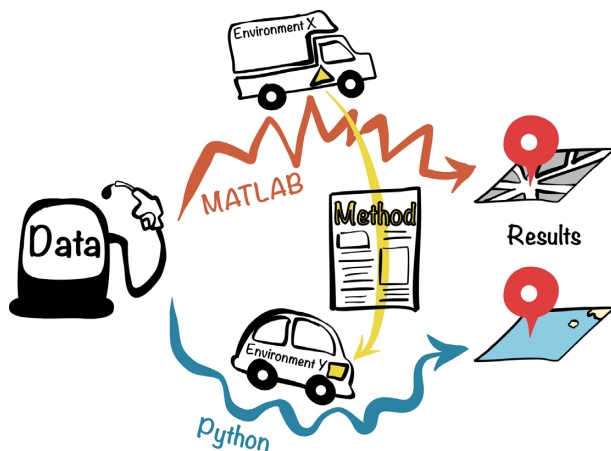 Environment X
MATLAB
Data
Method
Results
Environment Y
Python